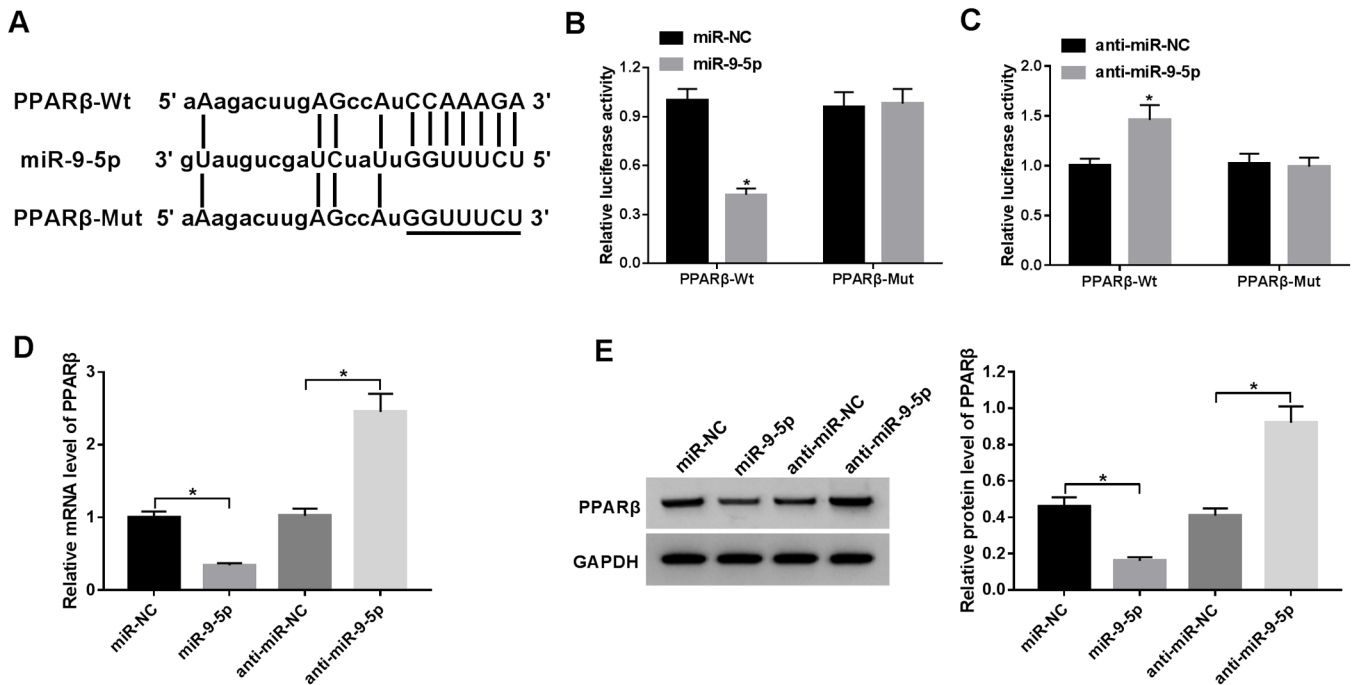 A
PPARβ-Wt 5' aAagacuugAGccAuCCAAAGA 3'
miR-9-5p 3' gUaugucgaUCuaUuGGUUUCU 5'
PPARβ-Mut 5' aAagacuugAGccAuGGUUUCU 3'
B
miR-NC
miR-9-5p
Relative luciferase activity
1.2
0.9
0.6
0.3
0.0
*
PPARβ-Wt PPARβ-Mut
C
anti-miR-NC
anti-miR-9-5p
Relative luciferase activity
2.0
1.5
1.0
0.5
0.0
*
PPARβ-Wt PPARβ-Mut
D
Relative mRNA level of PPARβ
3
2
1
0
*
*
miR-NC miR-9-5p anti-miR-NC anti-miR-9-5p
E
miR-NC miR-9-5p anti-miR-NC anti-miR-9-5p
PPARβ
GAPDH
Relative protein level of PPARβ
1.2
1.0
0.8
0.6
0.4
0.2
0.0
*
*
miR-NC miR-9-5p anti-miR-NC anti-miR-9-5p